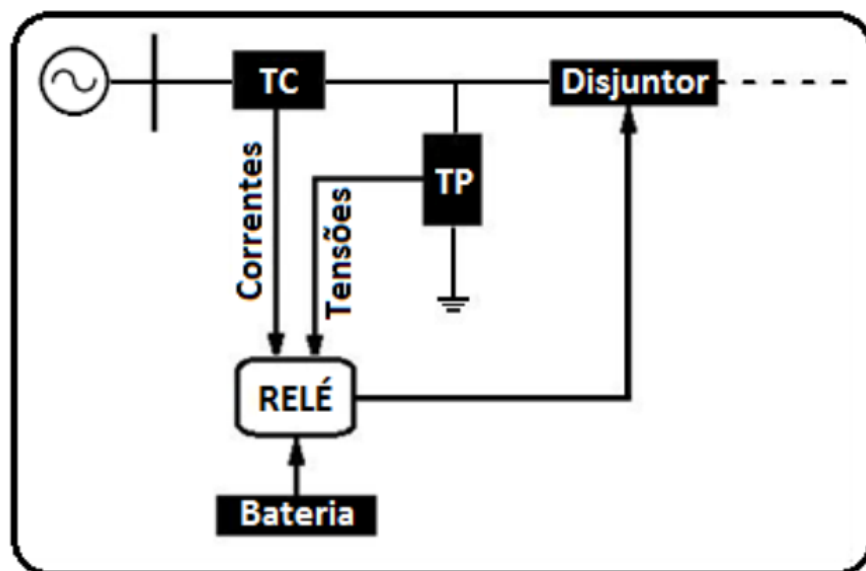 TC
Disjuntor
TP
Correntes
Tensões
RELÉ
Bateria